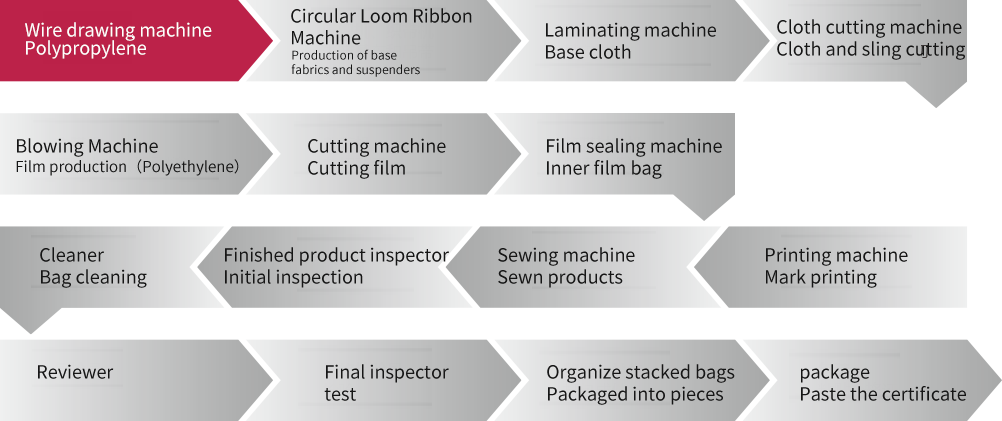 Wire drawing machine
Polypropylene
Circular Loom Ribbon
Machine
Production of base
fabrics and suspenders
Laminating machine
Base cloth
Cloth cutting machine
Cloth and sling cutting
Blowing Machine
Film production（Polyethylene）
Cutting machine
Cutting film
Film sealing machine
Inner film bag
Cleaner
Bag cleaning
Finished product inspector
Initial inspection
Sewing machine
Sewn products
Printing machine
Mark printing
Reviewer
Final inspector
test
Organize stacked bags
Packaged into pieces
package
Paste the certificate